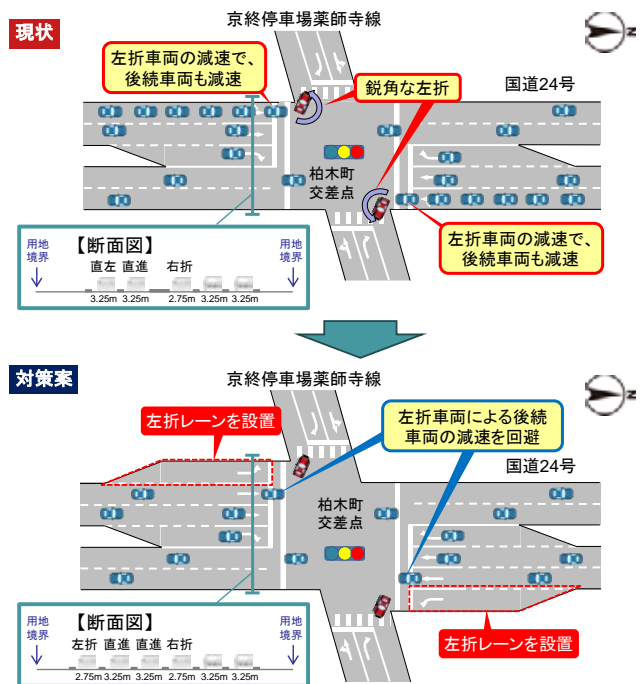 現状
京終停車場薬師寺線
N
左折車両の減速で、
後続車両も減速
鋭角な左折
国道24号
柏木町
交差点
左折車両の減速で、
後続車両も減速
用地
境界
【断面図】
用地
境界
直左 直進 右折
3.25m 3.25m 2.75m 3.25m 3.25m
対策案
京終停車場薬師寺線
N
左折レーンを設置
左折車両による後続
車両の減速を回避
国道24号
柏木町
交差点
用地
境界
【断面図】
用地
境界
左折 直進 直進 右折
2.75m 3.25m 3.25m 2.75m 3.25m 3.25m
左折レーンを設置